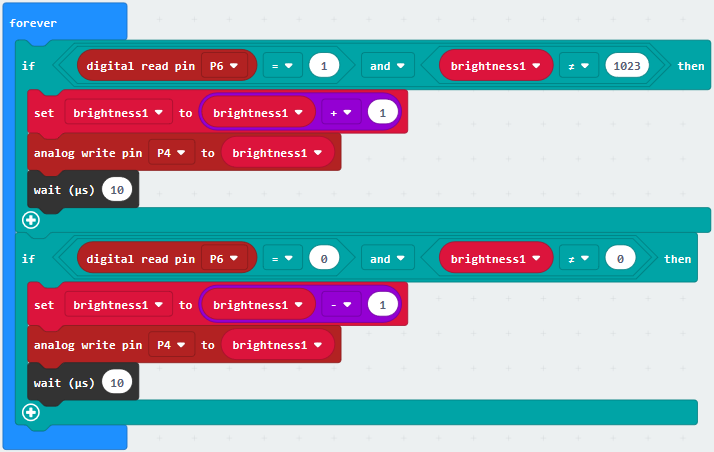 forever
if digital read pin P6 = 1 and brightness1 ≠ 1023 then
set brightness1 to brightness1 + 1
analog write pin P4 to brightness1
wait (µs) 10
if digital read pin P6 = 0 and brightness1 ≠ 0 then
set brightness1 to brightness1 - 1
analog write pin P4 to brightness1
wait (µs) 10